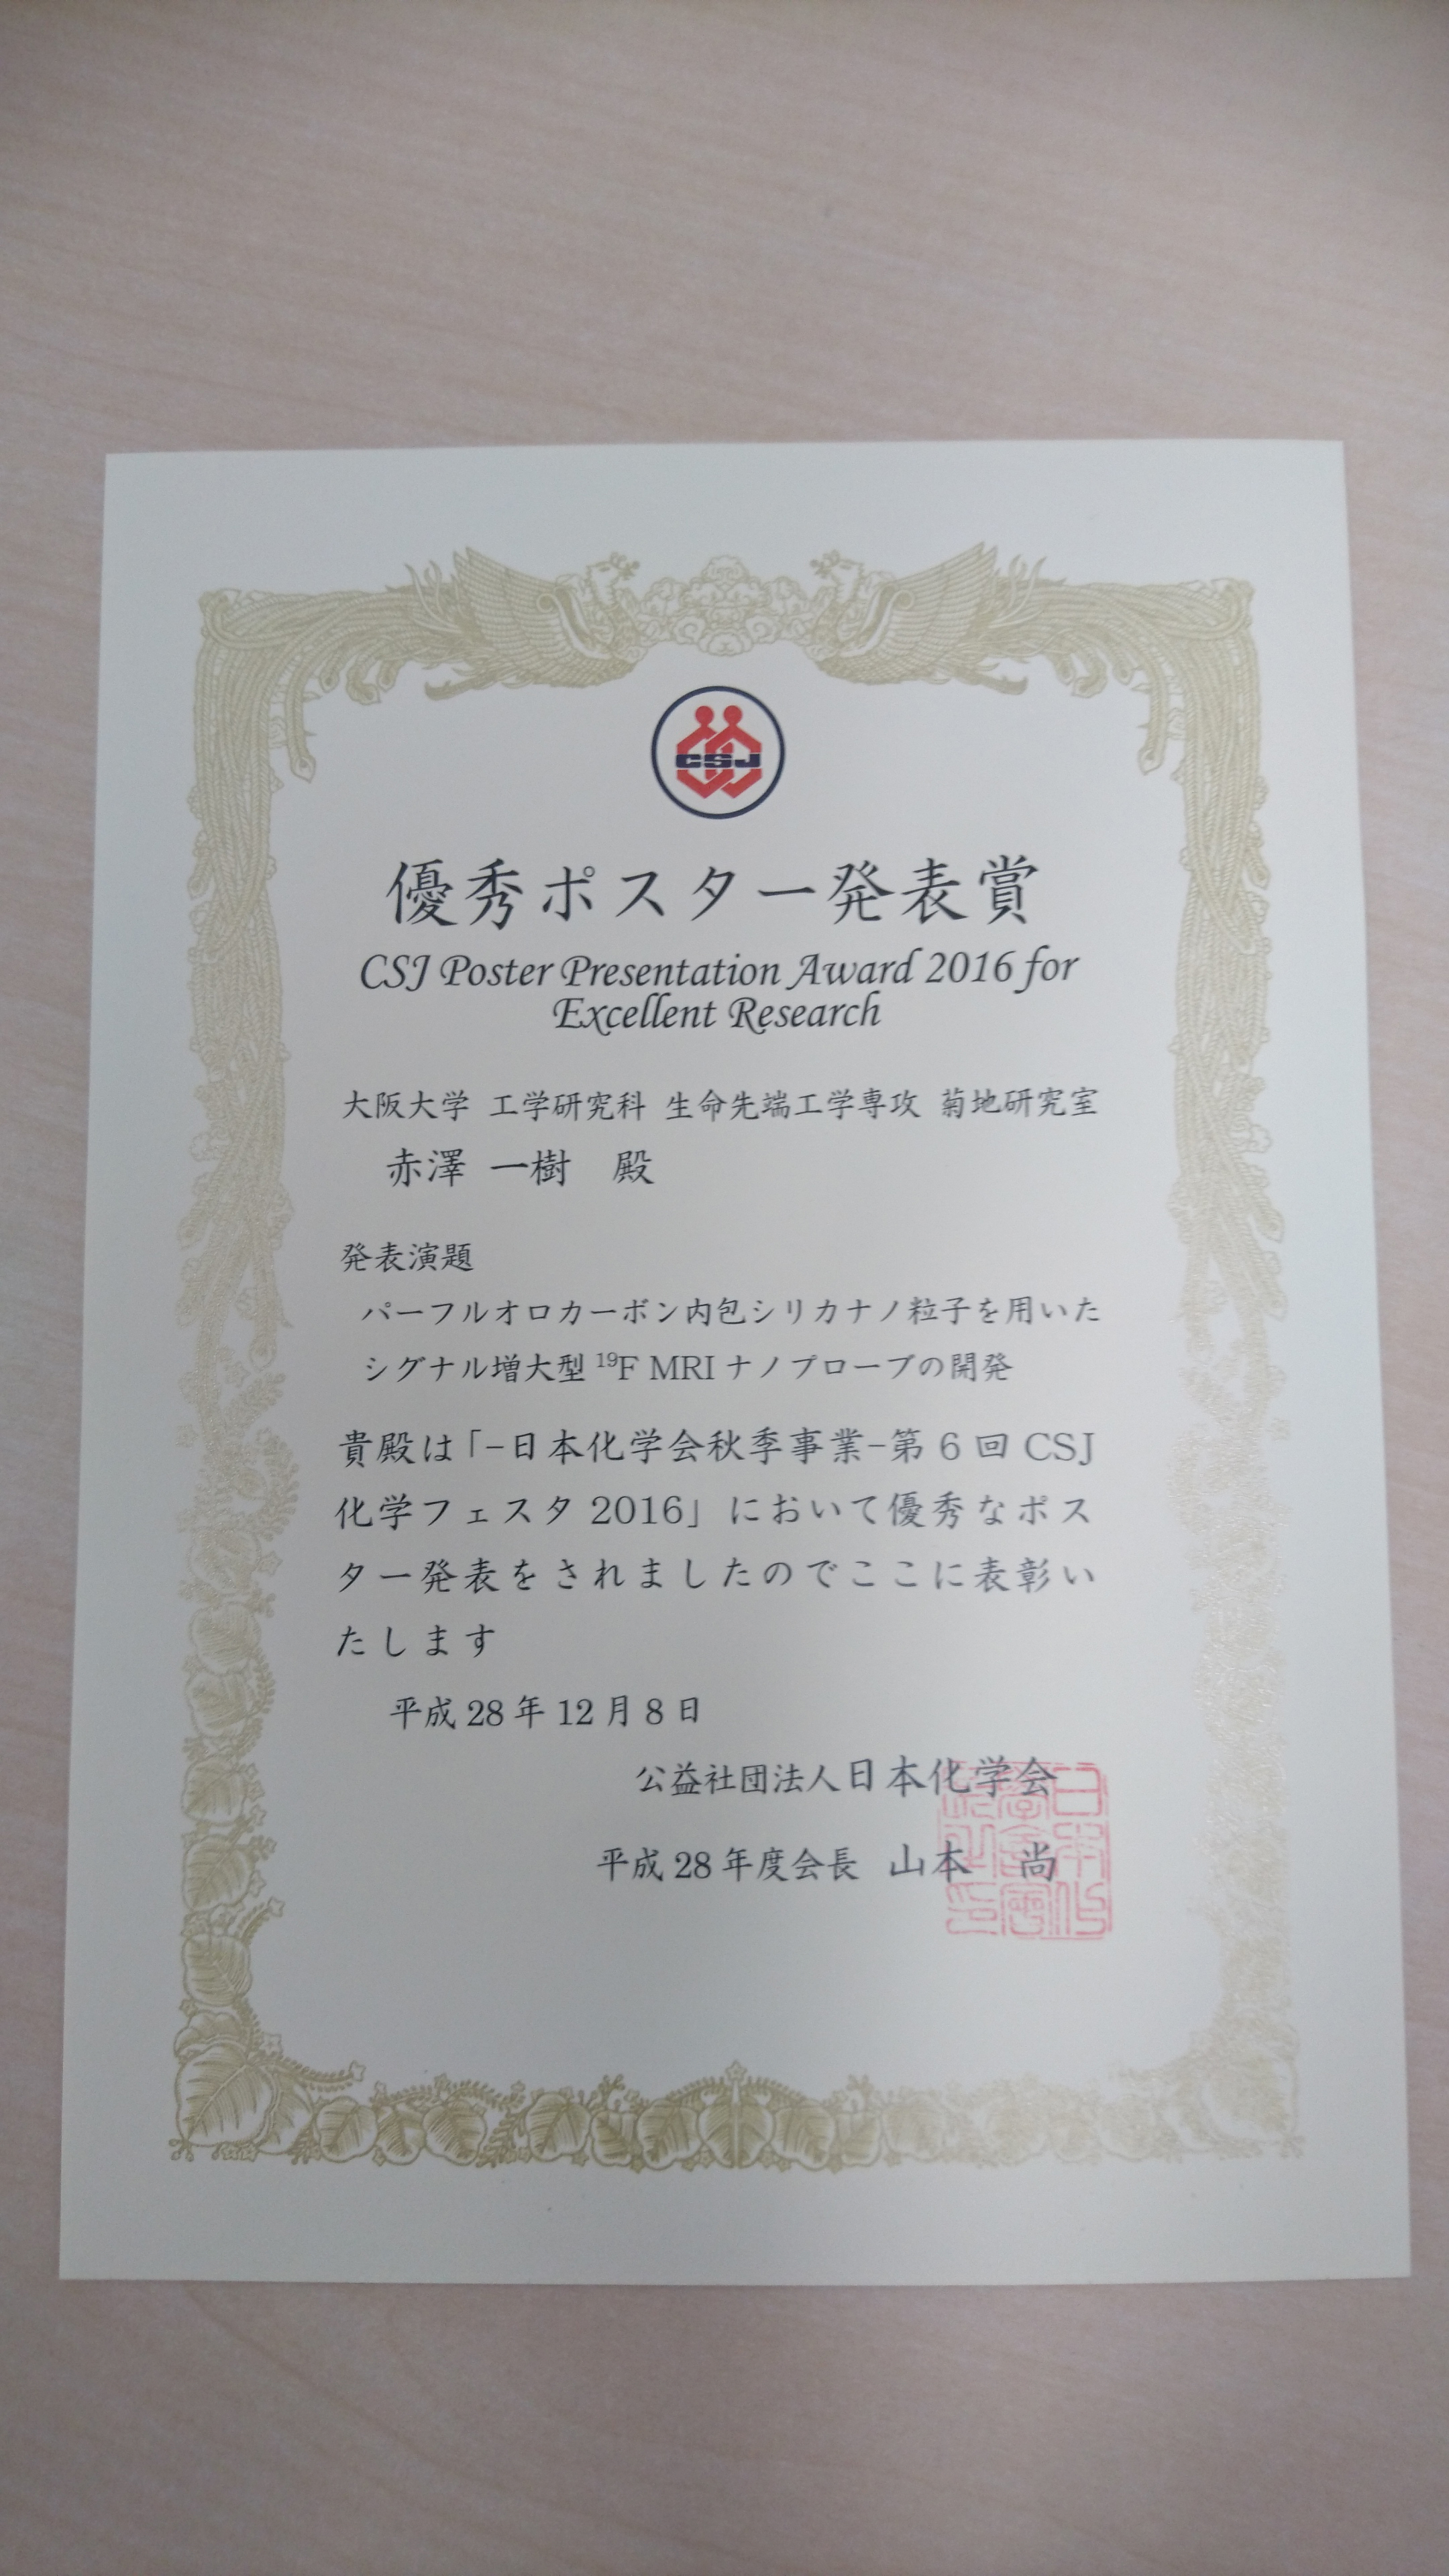 CSJ
優秀ポスター発表賞
CSJ Poster Presentation Award 2016 for
Excellent Research
大阪大学 工学研究科 生命先端工学専攻 菊地研究室
赤澤 一樹 殿
発表演題
パーフルオロカーボン内包シリカナノ粒子を用いた
シグナル増大型 ¹⁹F MRI ナノプローブの開発
貴殿は「−日本化学会秋季事業−第 6 回 CSJ
化学フェスタ 2016」において優秀なポス
ター発表をされましたのでここに表彰い
たします
平成 28 年 12 月 8 日
公益社団法人日本化学会
平成 28 年度会長 山本 尚